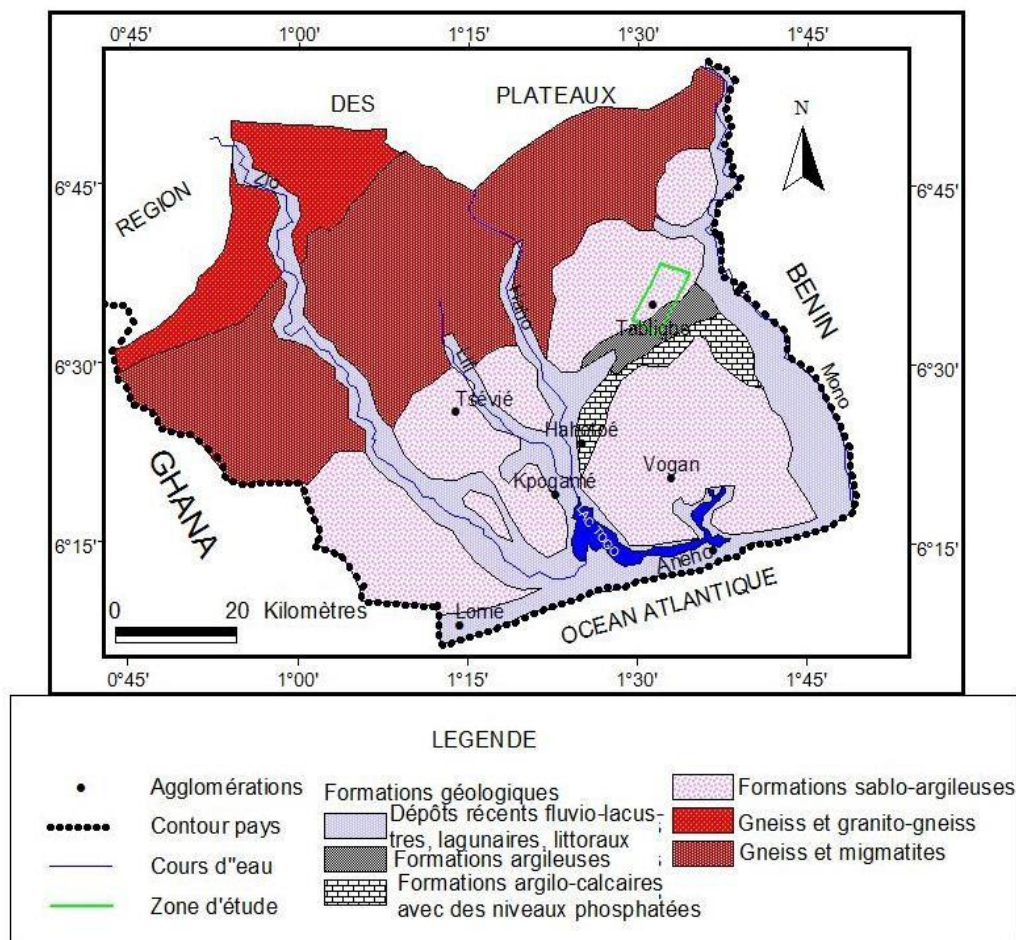 0°45' 1°00' 1°15' 1°30' 1°45'
DES PLATEAUX
N
REGION
6°45' 6°45'
Zio
Haho
BENIN
Tabligbo
6°30' 6°30'
Lili
Mono
Tsévié
Hahotoé
Vogan
GHANA
Kpogamé
LAC TOGO
6°15' 6°15'
Aného
OCEAN ATLANTIQUE
0 20 Kilomètres
Lomé
0°45' 1°00' 1°15' 1°30' 1°45'
LEGENDE
Agglomérations
Contour pays
Cours d"eau
Zone d'étude
Formations géologiques
Dépôts récents fluvio-lacus-
tres, lagunaires, littoraux
Formations argileuses
Formations argilo-calcaires
avec des niveaux phosphatées
Formations sablo-argileuses
Gneiss et granito-gneiss
Gneiss et migmatites